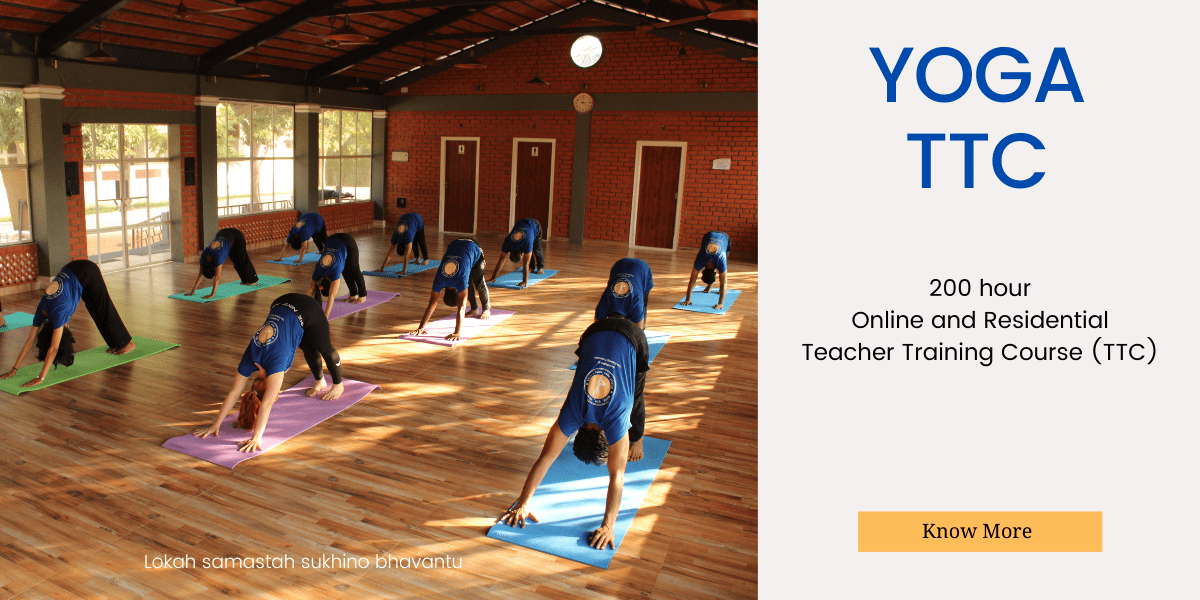 YOGA
TTC
200 hour
Online and Residential
Teacher Training Course (TTC)
Know More
Lokah samastah sukhino bhavantu